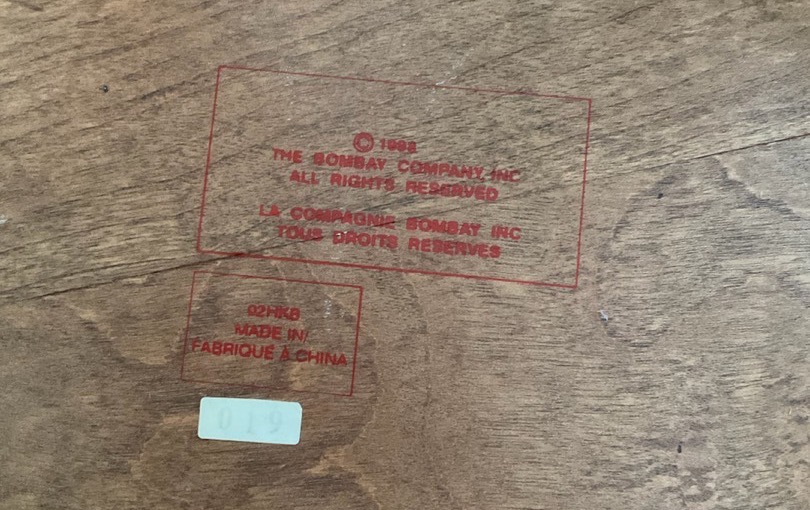 ©
THE BOMBAY COMPANY, INC
ALL RIGHTS RESERVED
LA COMPAGNIE BOMBAY INC
TOUS DROITS RESERVES
02HKB
MADE IN/
FABRIQUÉ À CHINA
019